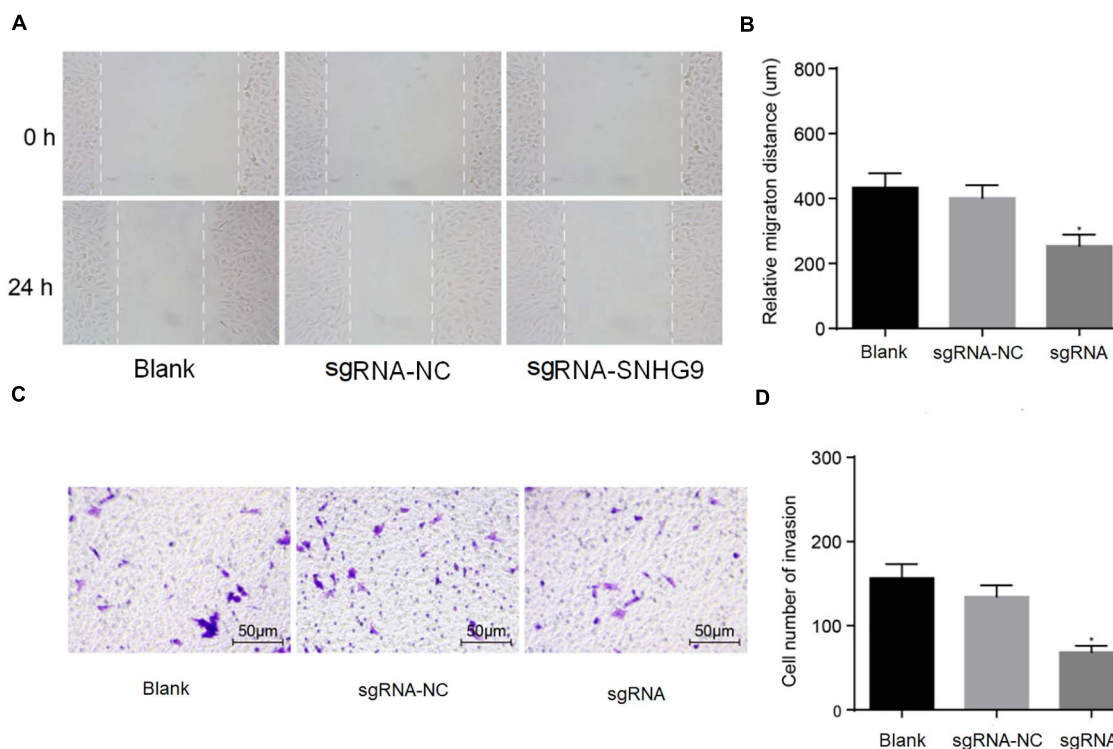 A
0 h
24 h
Blank
sgRNA-NC
sgRNA-SNHG9
B
Relative migraton distance (um)
800
600
400
200
0
*
Blank
sgRNA-NC
sgRNA
C
50μm
50μm
50μm
Blank
sgRNA-NC
sgRNA
D
Cell number of invasion
300
200
100
0
*
Blank
sgRNA-NC
sgRNA